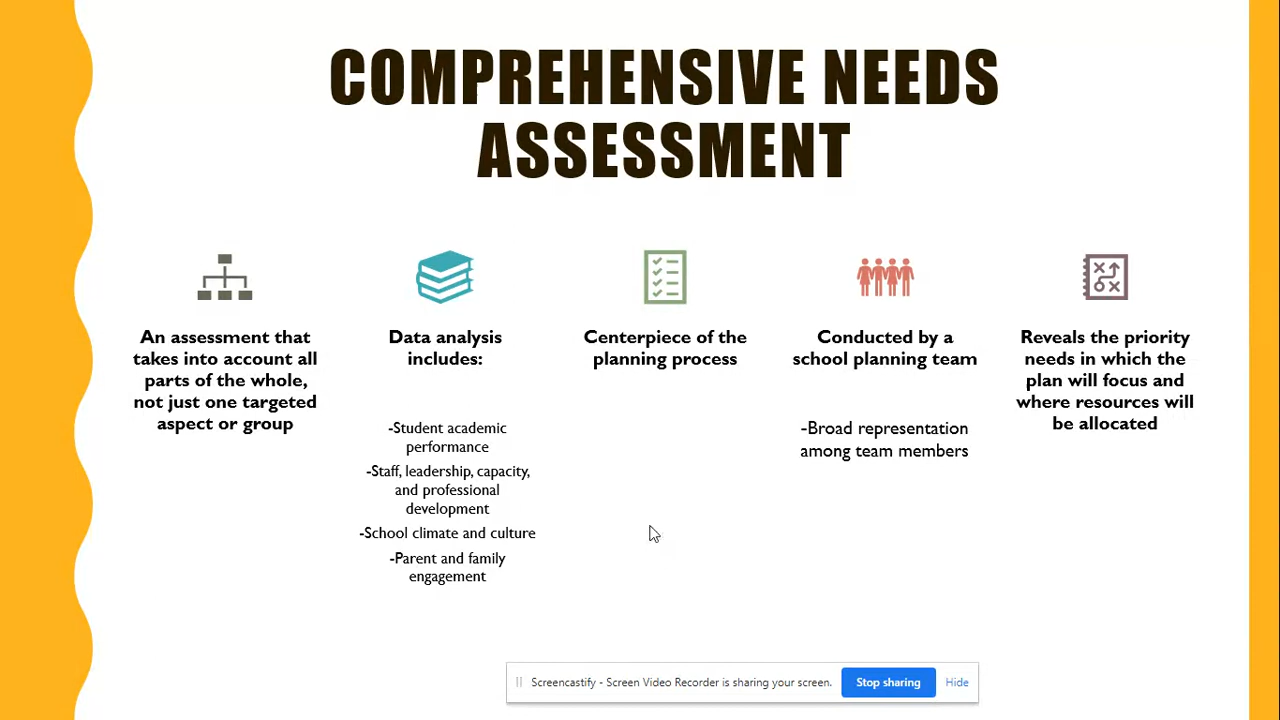 COMPREHENSIVE NEEDS
ASSESSMENT
An assessment that
takes into account all
parts of the whole,
not just one targeted
aspect or group
Data analysis
includes:
-Student academic
performance
-Staff, leadership, capacity,
and professional
development
-School climate and culture
-Parent and family
engagement
Centerpiece of the
planning process
Conducted by a
school planning team
-Broad representation
among team members
Reveals the priority
needs in which the
plan will focus and
where resources will
be allocated
Screencastify - Screen Video Recorder is sharing your screen.
Stop sharing
Hide